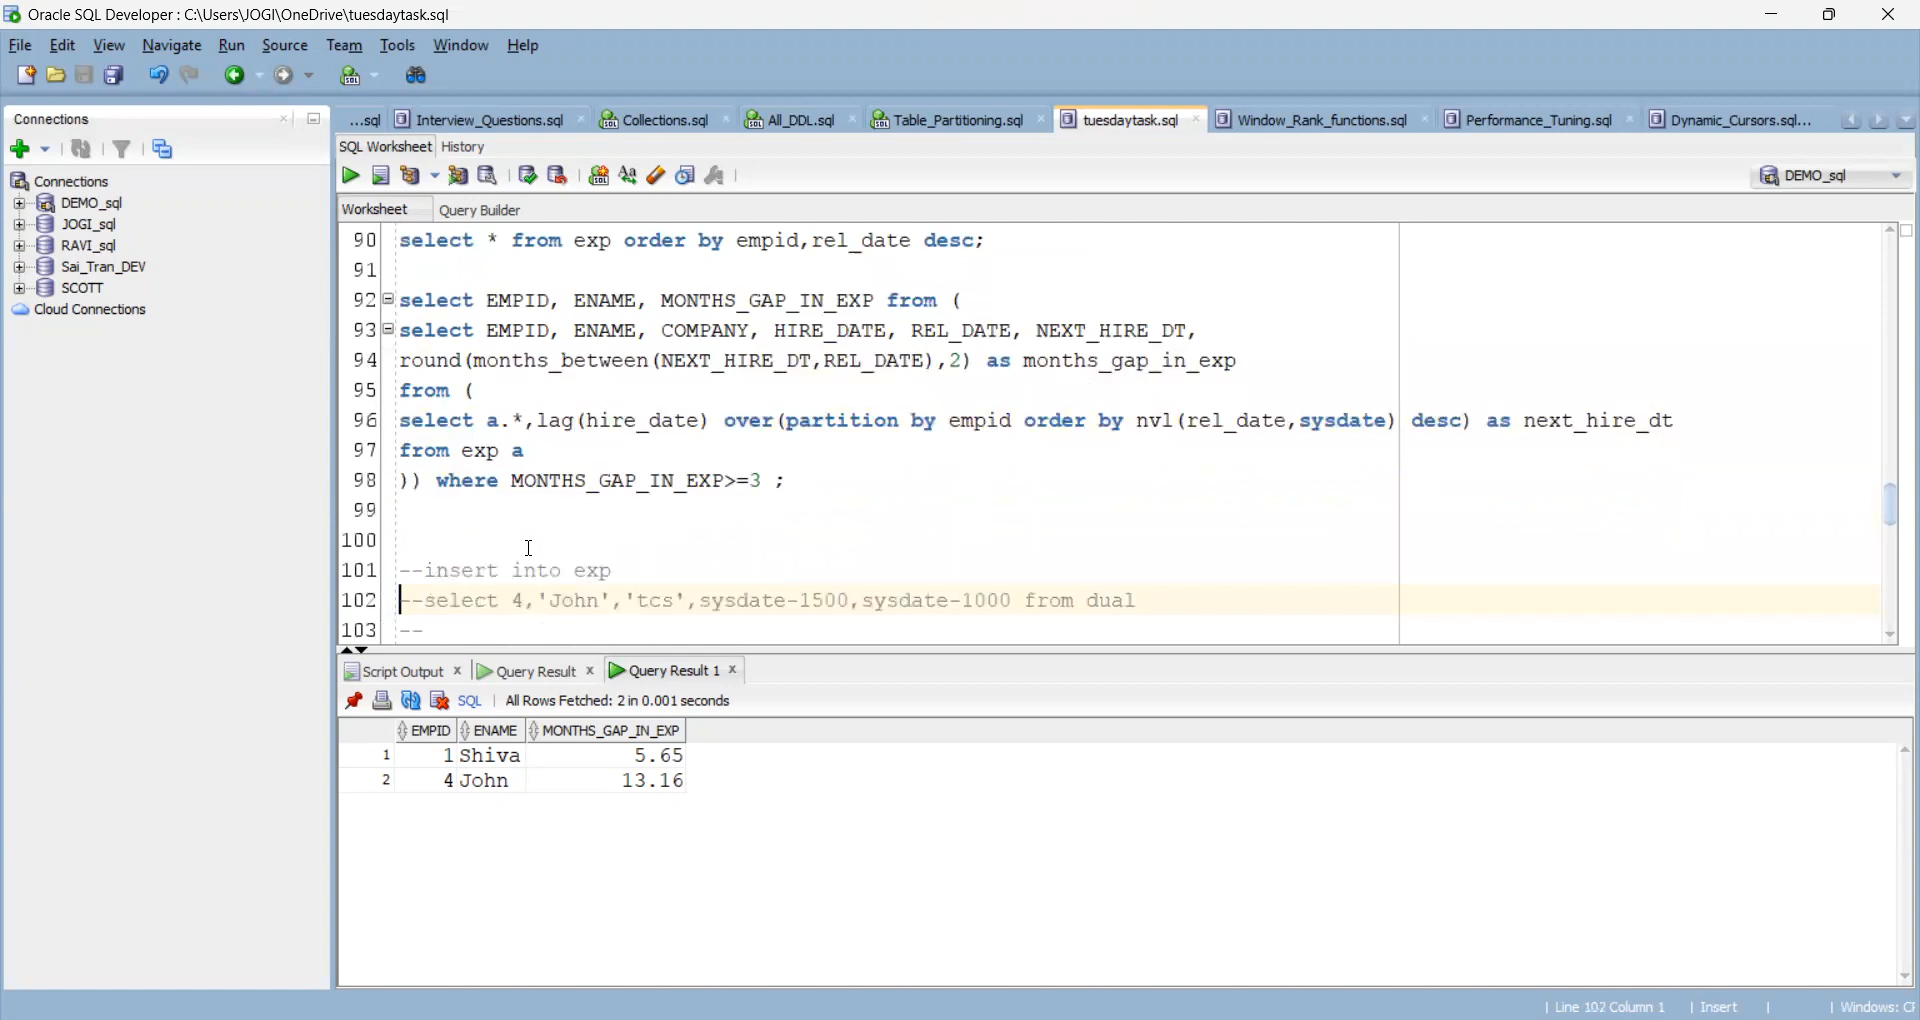 Oracle SQL Developer : C:\Users\JOGI\OneDrive\tuesdaytask.sql
File Edit View Navigate Run Source Team Tools Window Help
Connections
...sql Interview_Questions.sql Collections.sql All_DDL.sql Table_Partitioning.sql tuesdaytask.sql Window_Rank_functions.sql Performance_Tuning.sql Dynamic_Cursors.sql...
SQL Worksheet History
DEMO_sql
Worksheet Query Builder
Connections
DEMO_sql
JOGI_sql
RAVI_sql
Sai_Tran_DEV
SCOTT
Cloud Connections
90 select * from exp order by empid,rel_date desc;
91
92 select EMPID, ENAME, MONTHS_GAP_IN_EXP from (
93 select EMPID, ENAME, COMPANY, HIRE_DATE, REL_DATE, NEXT_HIRE_DT,
94 round(months_between(NEXT_HIRE_DT,REL_DATE),2) as months_gap_in_exp
95 from (
96 select a.*,lag(hire_date) over(partition by empid order by nvl(rel_date,sysdate) desc) as next_hire_dt
97 from exp a
98 )) where MONTHS_GAP_IN_EXP>=3 ;
99
100
101 --insert into exp
102 --select 4,'John','tcs',sysdate-1500,sysdate-1000 from dual
103 --
Script Output Query Result Query Result 1
SQL All Rows Fetched: 2 in 0.001 seconds
EMPID ENAME MONTHS_GAP_IN_EXP
1 1 Shiva 5.65
2 4 John 13.16
Line 102 Column 1 Insert Windows: CF